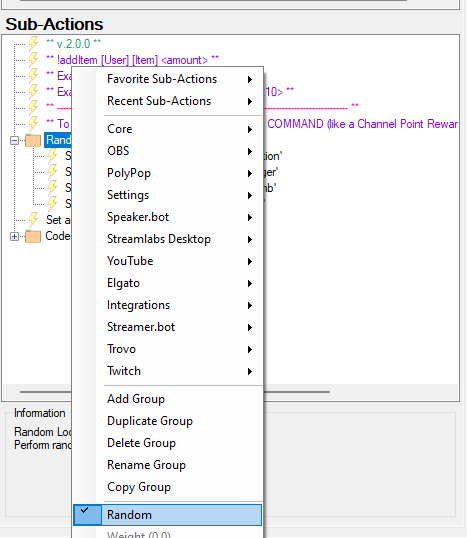 Sub-Actions
** v.2.0.0 **
** !addItem [User] [Item] <amount> **
** Exa
** Exa 10> **
** To COMMAND (like a Channel Point Rewar
Rand
S tion'
S ger'
S mb'
S
Set a
Code
Favorite Sub-Actions
Recent Sub-Actions
Core
OBS
PolyPop
Settings
Speaker.bot
Streamlabs Desktop
YouTube
Elgato
Integrations
Streamer.bot
Trovo
Twitch
Add Group
Duplicate Group
Delete Group
Rename Group
Copy Group
Random
Weight (0.0)
Information
Random Loo
Perform rand